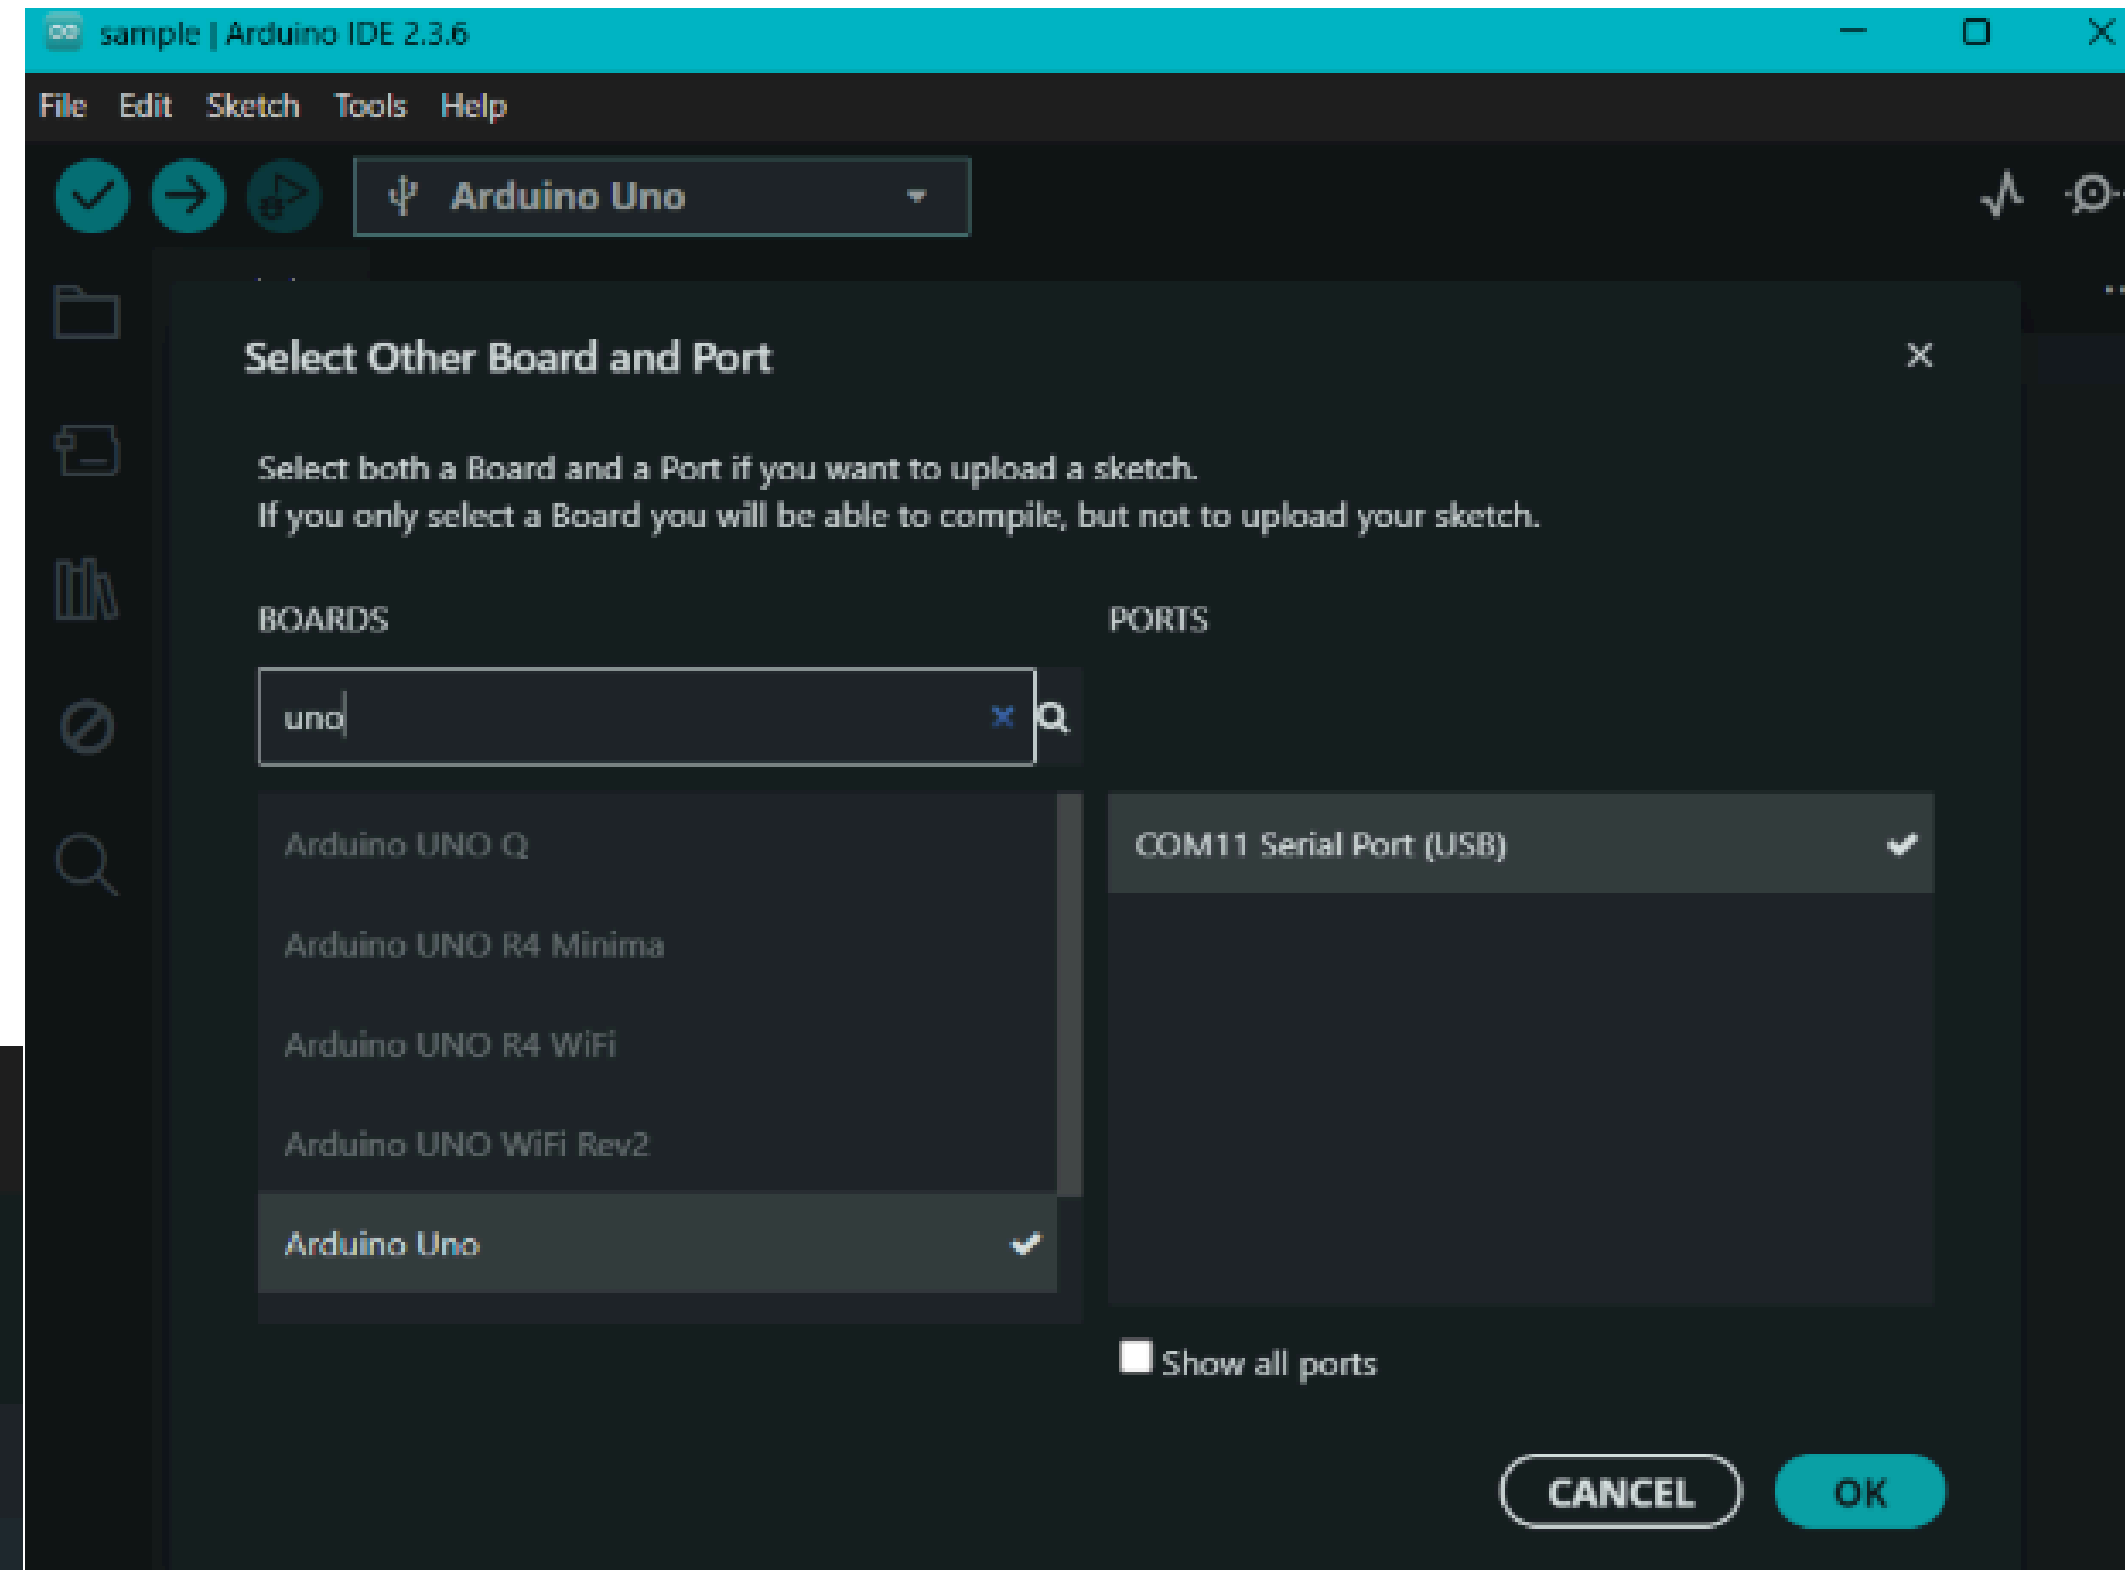 sample | Arduino IDE 2.3.6
File Edit Sketch Tools Help
Arduino Uno
Select Other Board and Port
Select both a Board and a Port if you want to upload a sketch.
If you only select a Board you will be able to compile, but not to upload your sketch.
BOARDS
PORTS
uno
Arduino UNO Q
COM11 Serial Port (USB)
Arduino UNO R4 Minima
Arduino UNO R4 WiFi
Arduino UNO WiFi Rev2
Arduino Uno
Show all ports
CANCEL
OK